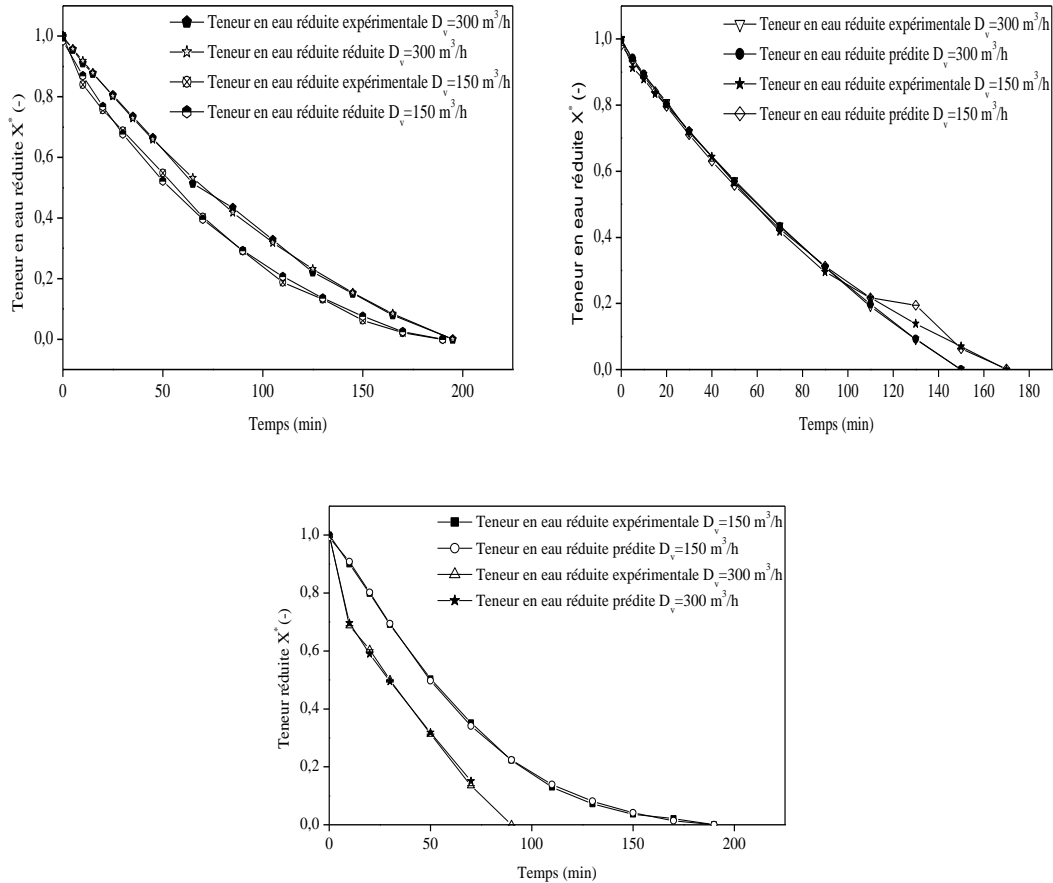 Teneur en eau réduite expérimentale D_v=300 m³/h
Teneur en eau réduite réduite D_v=300 m³/h
Teneur en eau réduite expérimentale D_v=150 m³/h
Teneur en eau réduite réduite D_v=150 m³/h
1,0
0,8
0,6
0,4
0,2
0,0
Teneur en eau réduite X* (-)
0 50 100 150 200
Temps (min)
Teneur en eau réduite expérimentale D_v=300 m³/h
Teneur en eau réduite prédite D_v=300 m³/h
Teneur en eau réduite expérimentale D_v=150 m³/h
Teneur en eau réduite prédite D_v=150 m³/h
1,0
0,8
0,6
0,4
0,2
0,0
Teneur en eau réduite X* (-)
0 20 40 60 80 100 120 140 160 180
Temps (min)
Teneur en eau réduite expérimentale D_v=150 m³/h
Teneur en eau réduite prédite D_v=150 m³/h
Teneur en eau réduite expérimentale D_v=300 m³/h
Teneur en eau réduite prédite D_v=300 m³/h
1,0
0,8
0,6
0,4
0,2
0,0
Teneur réduite X* (-)
0 50 100 150 200
Temps (min)